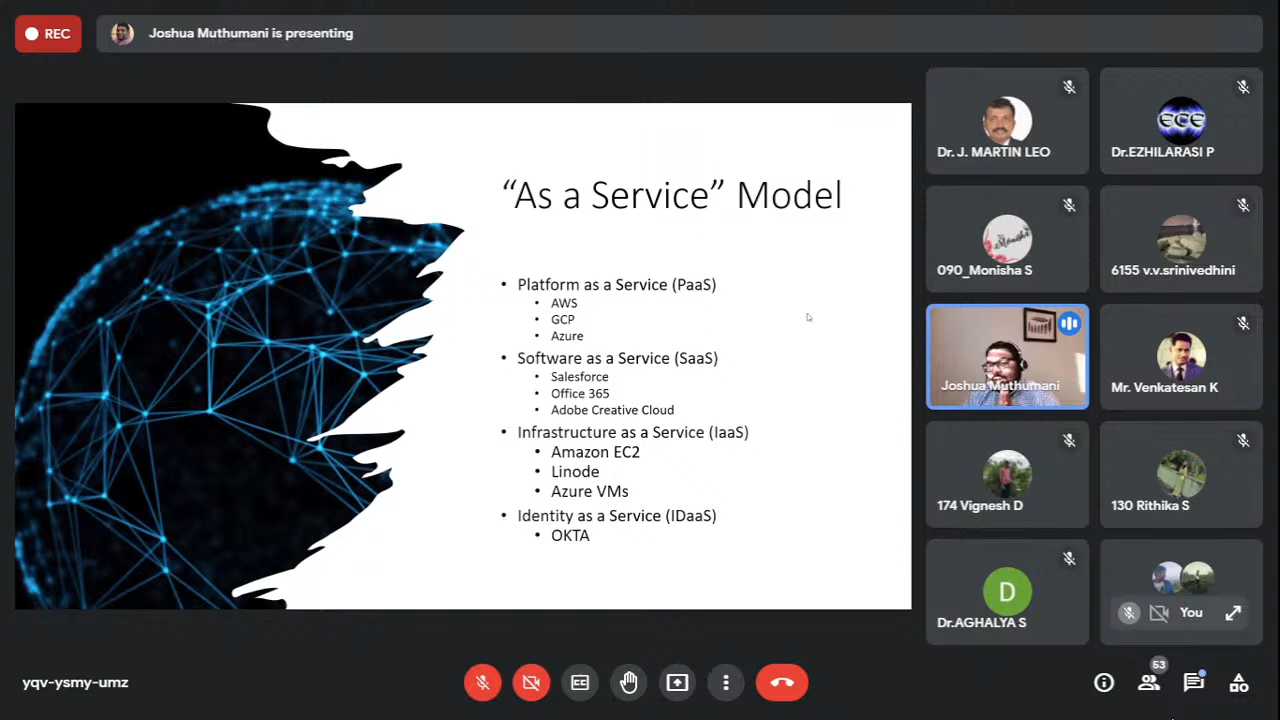 REC
Joshua Muthumani is presenting
“As a Service” Model
• Platform as a Service (PaaS)
• AWS
• GCP
• Azure
• Software as a Service (SaaS)
• Salesforce
• Office 365
• Adobe Creative Cloud
• Infrastructure as a Service (IaaS)
• Amazon EC2
• Linode
• Azure VMs
• Identity as a Service (IDaaS)
• OKTA
Dr. J. MARTIN LEO
ECE
Dr.EZHILARASI P
Monisha
090_Monisha S
6155 v.v.srinivedhini
Joshua Muthumani
Mr. Venkatesan K
174 Vignesh D
130 Rithika S
D
Dr.AGHALYA S
You
yqv-ysmy-umz
CC
53